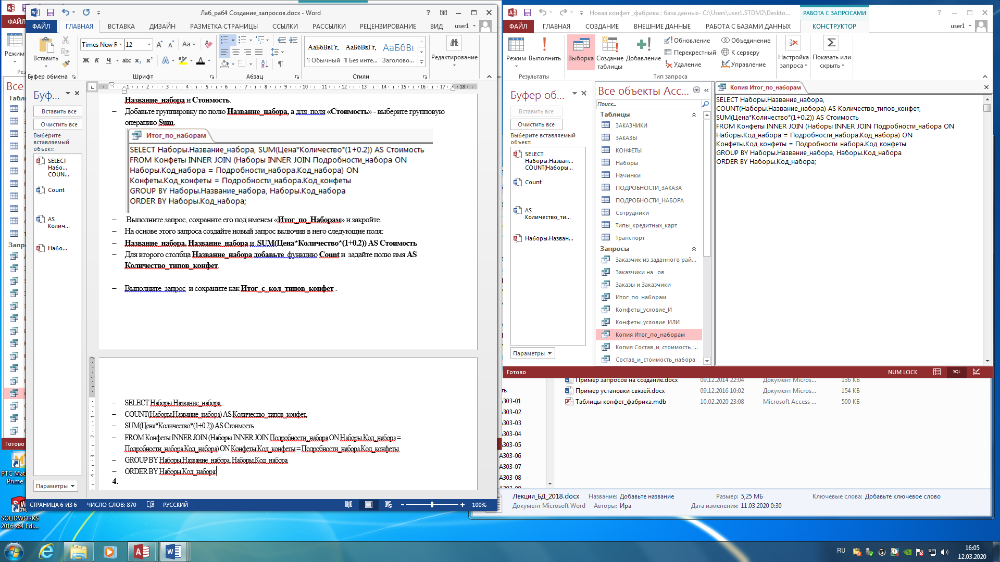 Лаб_раб4 Создание_запросов.docx - Word
ФАЙЛ ГЛАВНАЯ ВСТАВКА ДИЗАЙН РАЗМЕТКА СТРАНИЦЫ ССЫЛКИ РАССЫЛКИ РЕЦЕНЗИРОВАНИЕ ВИД user1
Вставить
Times New R 12
Ж К Ч abc x₂ x²
АаБбВвГг, АаБбВвГг, АаБбВе
¶ Обычный ¶ Без инте... Заголово...
Редактирование
Буфер обмена Шрифт Абзац Стили
Буф...
Вставить все
Очистить все
Выберите
вставляемый
объект:
SELECT
Набо...
COUN...
Count
AS
Колич...
Набо...
Параметры
Название_набора и Стоимость.
– Добавьте группировку по полю Название_набора, а для поля «Стоимость» - выберите групповую
операцию Sum.
Итог_по_наборам
SELECT Наборы.Название_набора, SUM(Цена*Количество*(1+0.2)) AS Стоимость
FROM Конфеты INNER JOIN (Наборы INNER JOIN Подробности_набора ON
Наборы.Код_набора = Подробности_набора.Код_набора) ON
Конфеты.Код_конфеты = Подробности_набора.Код_конфеты
GROUP BY Наборы.Название_набора, Наборы.Код_набора
ORDER BY Наборы.Код_набора;
– Выполните запрос, сохраните его под именем «Итог_по_Наборам» и закройте.
– На основе этого запроса создайте новый запрос включив в него следующие поля:
– Название_набора, Название_набора и SUM(Цена*Количество*(1+0.2)) AS Стоимость
– Для второго столбца Название_набора добавьте функцию Count и задайте полю имя AS
Количество_типов_конфет.
– Выполните запрос и сохраните как Итог_с_кол_типов_конфет .
– SELECT Наборы.Название_набора,
– COUNT(Наборы.Название_набора) AS Количество_типов_конфет,
– SUM(Цена*Количество*(1+0.2)) AS Стоимость
– FROM Конфеты INNER JOIN (Наборы INNER JOIN Подробности_набора ON Наборы.Код_набора =
Подробности_набора.Код_набора) ON Конфеты.Код_конфеты = Подробности_набора.Код_конфеты
– GROUP BY Наборы.Название_набора, Наборы.Код_набора
– ORDER BY Наборы.Код_набора;
4.
СТРАНИЦА 6 ИЗ 6 ЧИСЛО СЛОВ: 870 РУССКИЙ 100%
Новая конфет _фабрика : база данных- C:\Users\user1.STDM2\Deskto... РАБОТА С ЗАПРОСАМИ
ФАЙЛ ГЛАВНАЯ СОЗДАНИЕ ВНЕШНИЕ ДАННЫЕ РАБОТА С БАЗАМИ ДАННЫХ КОНСТРУКТОР user1
Режим Выполнить Выборка Создание таблицы Добавление
Обновление Объединение
Перекрестный К серверу
Удаление Управление
Настройка запроса Показать или скрыть
Результаты Тип запроса
Буфер об...
Вставить все
Очистить все
Выберите вставляемый
объект:
SELECT
Наборы.Назван...
COUNT(Наборы...
Count
AS
Количество_ти...
Наборы.Назван...
Параметры
Все объекты Acc...
Поиск...
Таблицы
ЗАКАЗЧИКИ
ЗАКАЗЫ
КОНФЕТЫ
Наборы
Начинки
ПОДРОБНОСТИ_ЗАКАЗА
ПОДРОБНОСТИ_НАБОРА
Сотрудники
Типы_кредитных_карт
Транспорт
Запросы
Заказчик из заданного рай...
Заказчики на _ов
Заказы и Заказчики
Итог_по_наборам
Конфеты_условие_И
Конфеты_условие_ИЛИ
Копия Итог_по_наборам
Копия Состав_и_стоимость_...
Состав_и_стоимость_набора
Копия Итог_по_наборам
SELECT Наборы.Название_набора,
COUNT(Наборы.Название_набора) AS Количество_типов_конфет,
SUM(Цена*Количество*(1+0.2)) AS Стоимость
FROM Конфеты INNER JOIN (Наборы INNER JOIN Подробности_набора ON
Наборы.Код_набора = Подробности_набора.Код_набора) ON
Конфеты.Код_конфеты = Подробности_набора.Код_конфеты
GROUP BY Наборы.Название_набора, Наборы.Код_набора
ORDER BY Наборы.Код_набора;
Готово NUM LOCK SQL
Пример запросов на создание.docx 09.12.2014 22:04 Документ Micros... 136 КБ
Пример установки связей.docx 09.12.2016 10:02 Документ Micros... 154 КБ
Таблицы конфет_фабрика.mdb 10.02.2020 23:08 Microsoft Access ... 500 КБ
А303-01
А303-02
А303-03
А303-04
А303-05
А303-06
А303-07
А303-08
Лекции_БД_2018.docx Название: Добавьте название Размер: 5,25 МБ Ключевые слова: Добавьте ключевое слово
Документ Microsoft Word Авторы: Ира Дата изменения: 11.03.2020 0:30
ФАЙЛ
Режим
Все
Готово
PTC Mat
Prime
SOLIDWORKS
2016 x64 Edi...
RU
16:05
12.03.2020